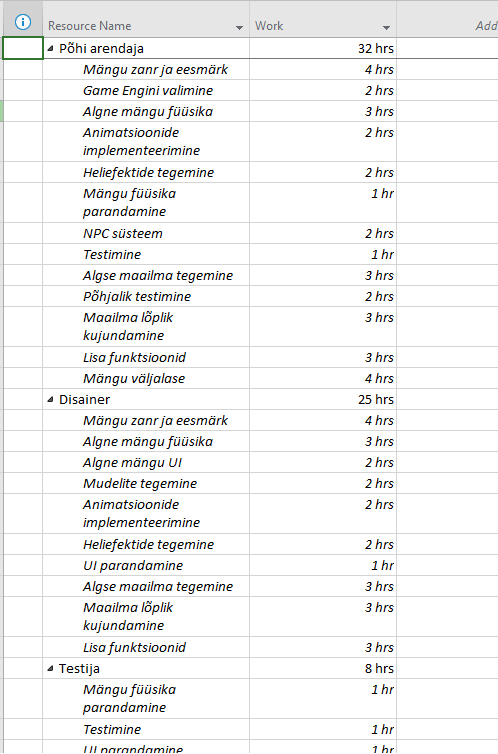 Resource Name Work Add
Põhi arendaja 32 hrs
Mängu zanr ja eesmärk 4 hrs
Game Engini valimine 2 hrs
Algne mängu füüsika 3 hrs
Animatsioonide 2 hrs
implementeerimine
Heliefektide tegemine 2 hrs
Mängu füüsika 1 hr
parandamine
NPC süsteem 2 hrs
Testimine 1 hr
Algse maailma tegemine 3 hrs
Põhjalik testimine 2 hrs
Maailma lõplik 3 hrs
kujundamine
Lisa funktsioonid 3 hrs
Mängu väljalase 4 hrs
Disainer 25 hrs
Mängu zanr ja eesmärk 4 hrs
Algne mängu füüsika 3 hrs
Algne mängu UI 2 hrs
Mudelite tegemine 2 hrs
Animatsioonide 2 hrs
implementeerimine
Heliefektide tegemine 2 hrs
UI parandamine 1 hr
Algse maailma tegemine 3 hrs
Maailma lõplik 3 hrs
kujundamine
Lisa funktsioonid 3 hrs
Testija 8 hrs
Mängu füüsika 1 hr
parandamine
Testimine 1 hr
UI parandamine 1 hr